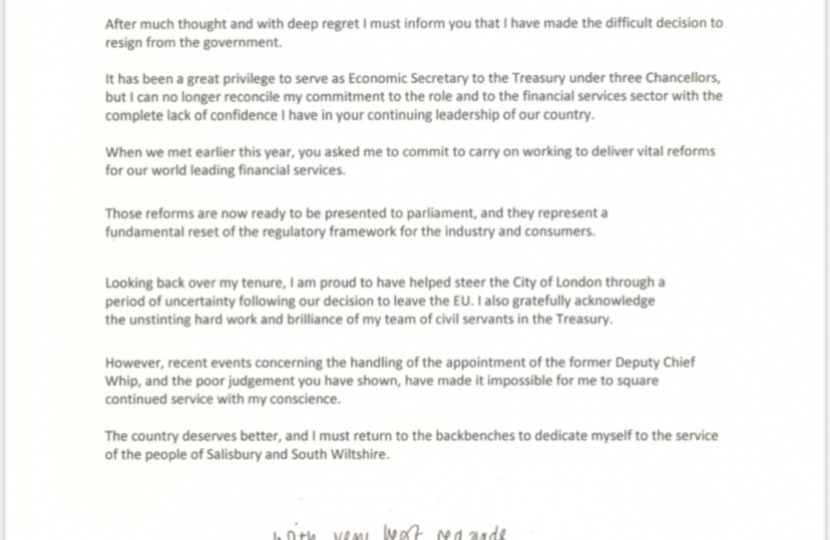 After much thought and with deep regret I must inform you that I have made the difficult decision to
resign from the government.
It has been a great privilege to serve as Economic Secretary to the Treasury under three Chancellors,
but I can no longer reconcile my commitment to the role and to the financial services sector with the
complete lack of confidence I have in your continuing leadership of our country.
When we met earlier this year, you asked me to commit to carry on working to deliver vital reforms
for our world leading financial services.
Those reforms are now ready to be presented to parliament, and they represent a
fundamental reset of the regulatory framework for the industry and consumers.
Looking back over my tenure, I am proud to have helped steer the City of London through a
period of uncertainty following our decision to leave the EU. I also gratefully acknowledge
the unstinting hard work and brilliance of my team of civil servants in the Treasury.
However, recent events concerning the handling of the appointment of the former Deputy Chief
Whip, and the poor judgement you have shown, have made it impossible for me to square
continued service with my conscience.
The country deserves better, and I must return to the backbenches to dedicate myself to the service
of the people of Salisbury and South Wiltshire.
with very best regards